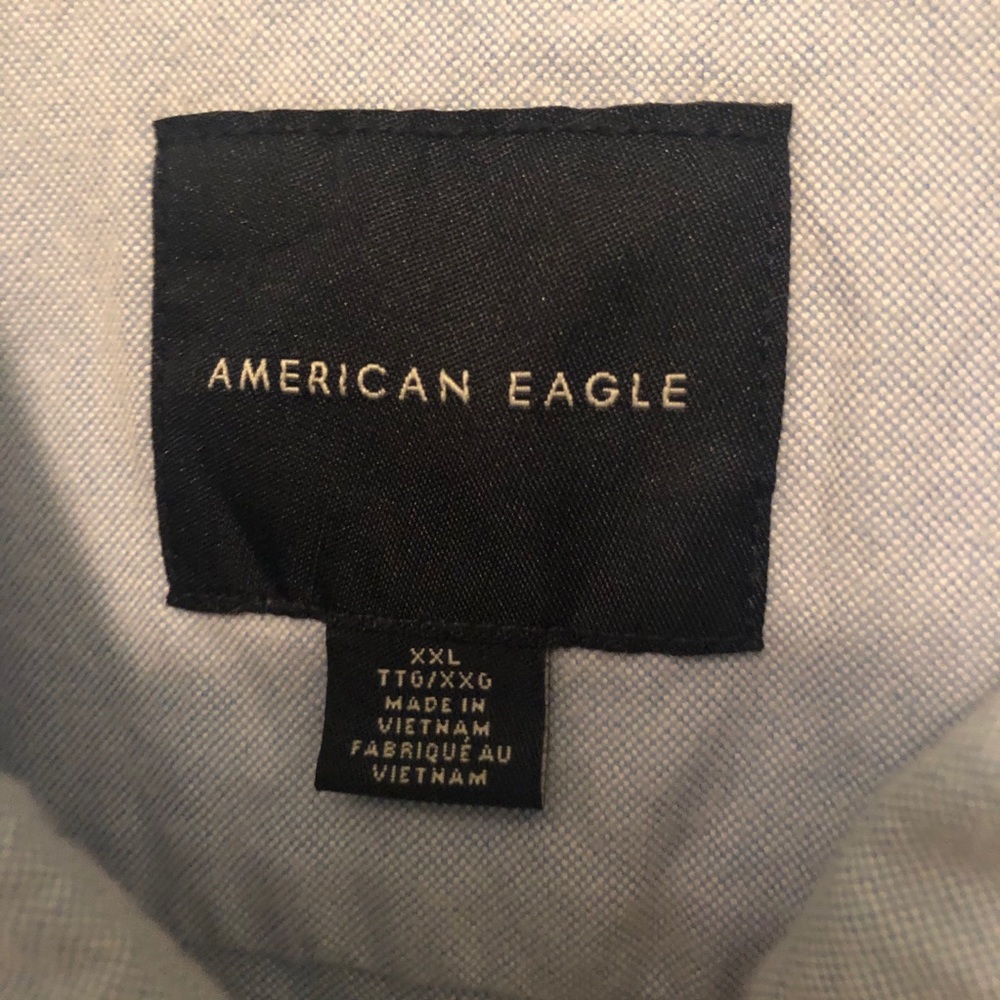 AMERICAN EAGLE
XXL
TTG/XXG
MADE IN
VIETNAM
FABRIQUÉ AU
VIETNAM